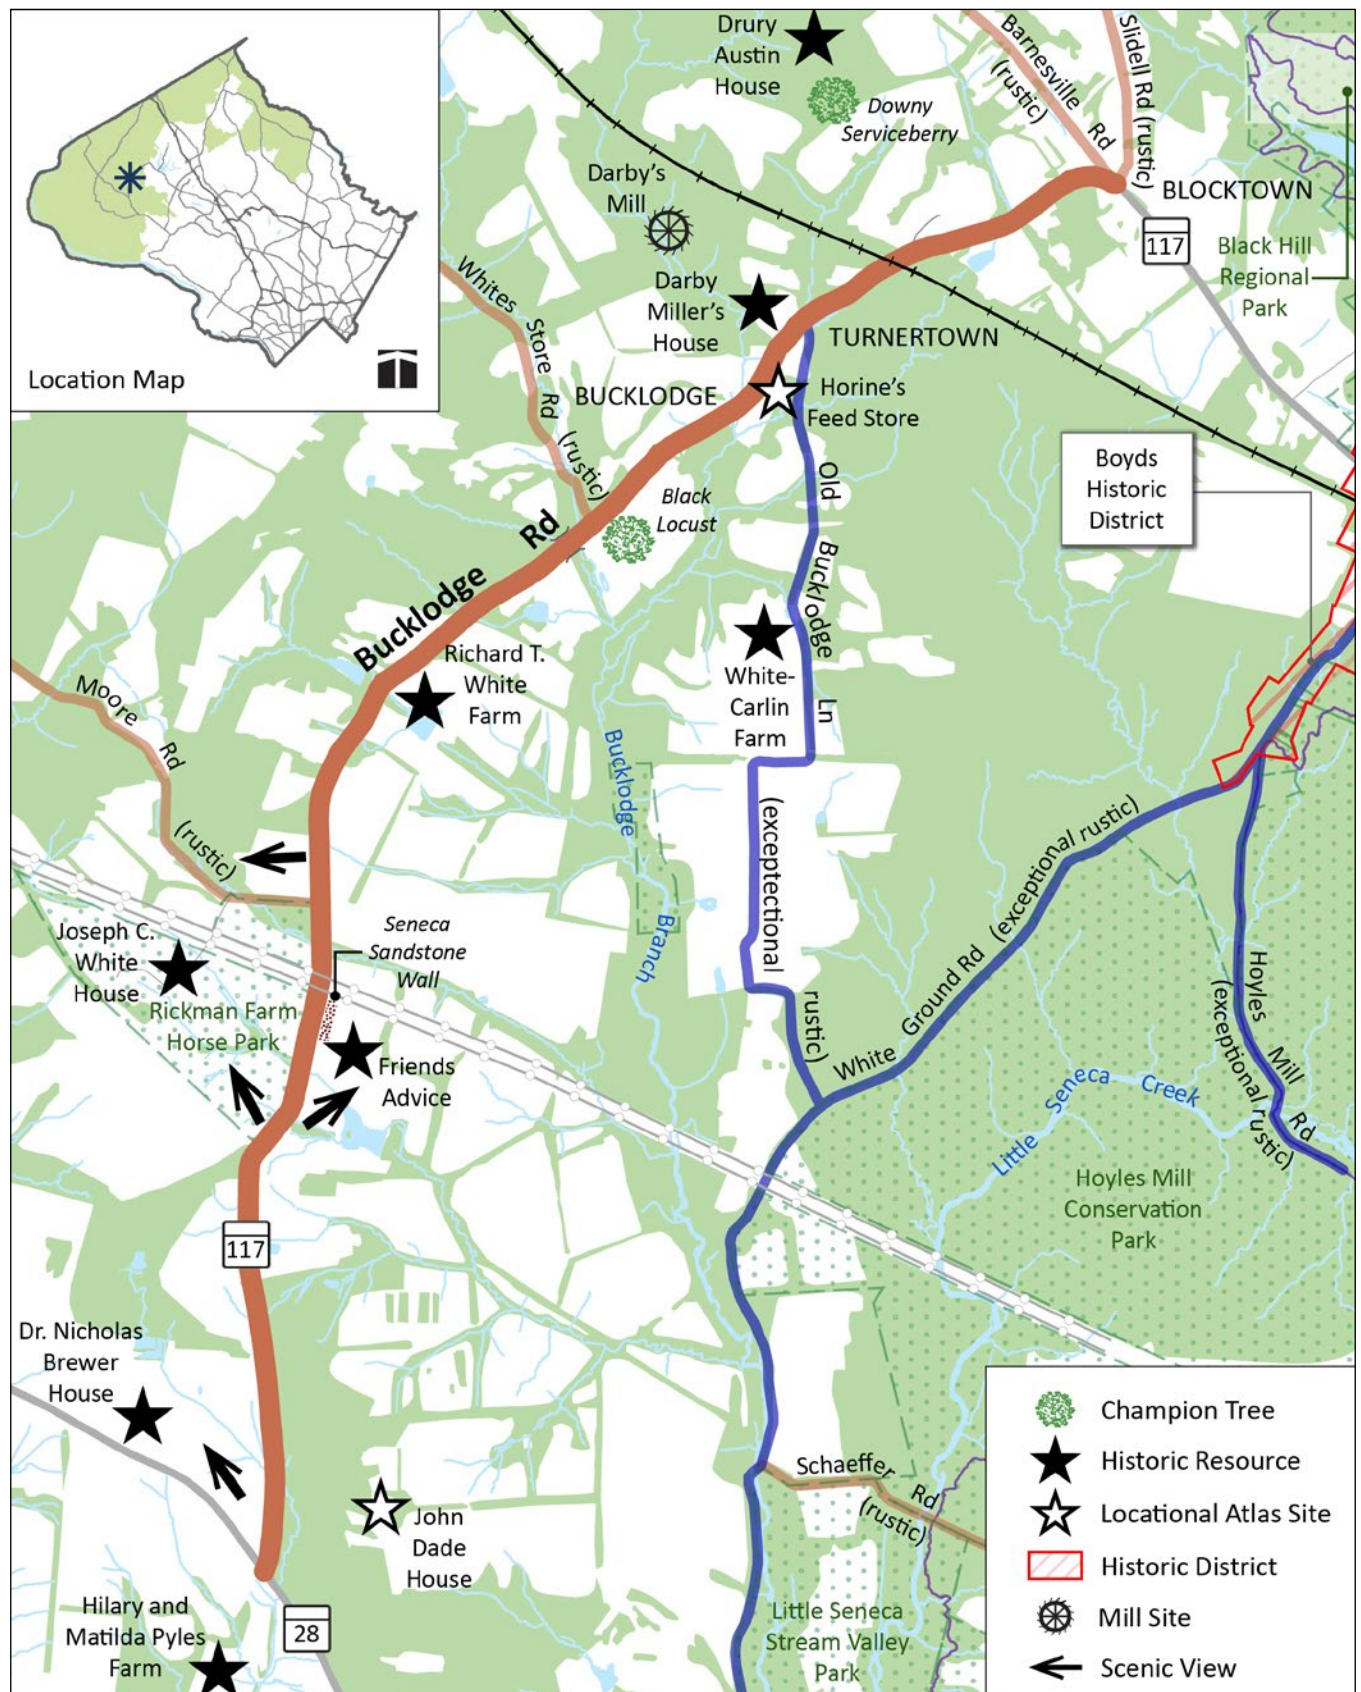 Location Map
Drury
Austin
House
Downy
Serviceberry
Barnesville Rd
(rustic)
Slidell Rd (rustic)
BLOCKTOWN
117
Black Hill
Regional
Park
Darby's
Mill
Darby
Miller's
House
TURNERTOWN
Whites Store Rd (rustic)
BUCKLODGE
Horine's
Feed Store
Boyds
Historic
District
Black
Locust
Old Bucklodge Ln
(exceptectional
rustic)
Bucklodge Rd
Richard T.
White
Farm
White-
Carlin
Farm
Moore Rd
(rustic)
Bucklodge Branch
Joseph C.
White
House
Seneca
Sandstone
Wall
Rickman Farm
Horse Park
Friends
Advice
White Ground Rd (exceptional rustic)
Hoyles Mill Rd
(exceptional rustic)
Little Seneca Creek
Hoyles Mill
Conservation
Park
117
Dr. Nicholas
Brewer
House
John
Dade
House
Schaeffer Rd
(rustic)
Hilary and
Matilda Pyles
Farm
28
Little Seneca
Stream Valley
Park
Champion Tree
Historic Resource
Locational Atlas Site
Historic District
Mill Site
Scenic View